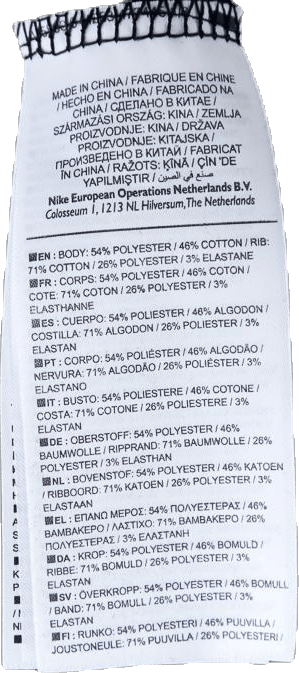 MADE IN CHINA / FABRIQUE EN CHINE
/ HECHO EN CHINA / FABRICADO NA
CHINA / СДЕЛАНО В КИТАЕ /
SZÁRMAZÁSI ORSZÁG: KINA / ZEMLJA
PROIZVODNJE: KINA / DRŽAVA
PROIZVODNJE: KITAJSKA /
ПРОИЗВЕДЕНО В КИТАЙ / FABRICAT
ÎN CHINA / RAŽOTS: ĶĪNĀ / ÇİN 'DE
YAPILMIŞTIR / صنع في الصين
Nike European Operations Netherlands B.V.
Colosseum 1, 1213 NL Hilversum, The Netherlands
EN : BODY: 54% POLYESTER / 46% COTTON / RIB:
71% COTTON / 26% POLYESTER / 3% ELASTANE
FR : CORPS: 54% POLYESTER / 46% COTON /
COTE: 71% COTON / 26% POLYESTER / 3%
ELASTHANNE
ES : CUERPO: 54% POLIESTER / 46% ALGODON /
COSTILLA: 71% ALGODON / 26% POLIESTER / 3%
ELASTAN
PT : CORPO: 54% POLIÉSTER / 46% ALGODÃO /
NERVURA: 71% ALGODÃO / 26% POLIÉSTER / 3%
ELASTANO
IT : BUSTO: 54% POLIESTERE / 46% COTONE /
COSTA: 71% COTONE / 26% POLIESTERE / 3%
ELASTAN
DE : OBERSTOFF: 54% POLYESTER / 46%
BAUMWOLLE / RIPPRAND: 71% BAUMWOLLE / 26%
POLYESTER / 3% ELASTHAN
NL : BOVENSTOF: 54% POLYESTER / 46% KATOEN
/ RIBBOORD: 71% KATOEN / 26% POLYESTER / 3%
ELASTAAN
EL : ΕΠΑΝΩ ΜΕΡΟΣ: 54% ΠΟΛΥΕΣΤΕΡΑΣ / 46%
ΒΑΜΒΑΚΕΡΟ / ΛΑΣΤΙΧΟ: 71% ΒΑΜΒΑΚΕΡΟ / 26%
ΠΟΛΥΕΣΤΕΡΑΣ / 3% ΕΛΑΣΤΑΝΗ
DA : KROP: 54% POLYESTER / 46% BOMULD /
RIBBE: 71% BOMULD / 26% POLYESTER / 3%
ELASTAN
SV : ÖVERKROPP: 54% POLYESTER / 46% BOMULL
/ BAND: 71% BOMULL / 26% POLYESTER / 3%
ELASTAN
FI : RUNKO: 54% POLYESTERI / 46% PUUVILLA /
JOUSTONEULE: 71% PUUVILLA / 26% POLYESTERI /